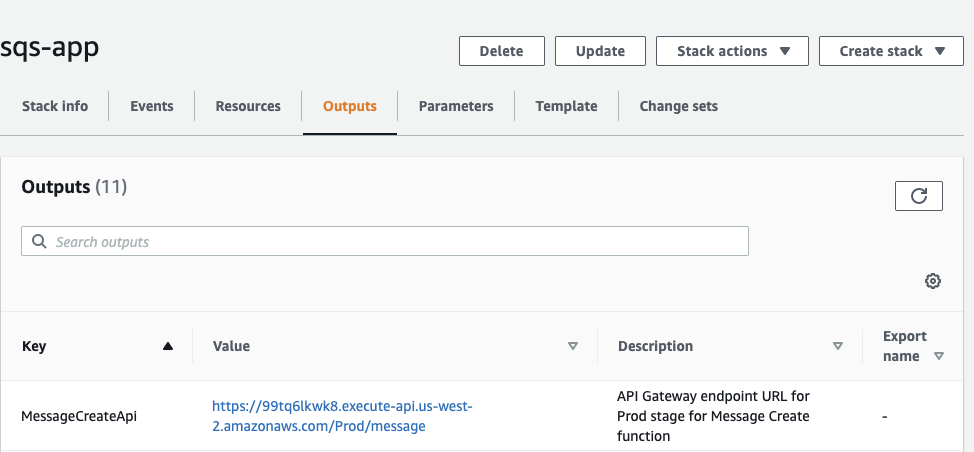 sqs-app
Delete
Update
Stack actions
Create stack
Stack info
Events
Resources
Outputs
Parameters
Template
Change sets
Outputs (11)
Search outputs
Key
Value
Description
Export
name
MessageCreateApi
https://99tq6lkwk8.execute-api.us-west-
2.amazonaws.com/Prod/message
API Gateway endpoint URL for
Prod stage for Message Create
function
-